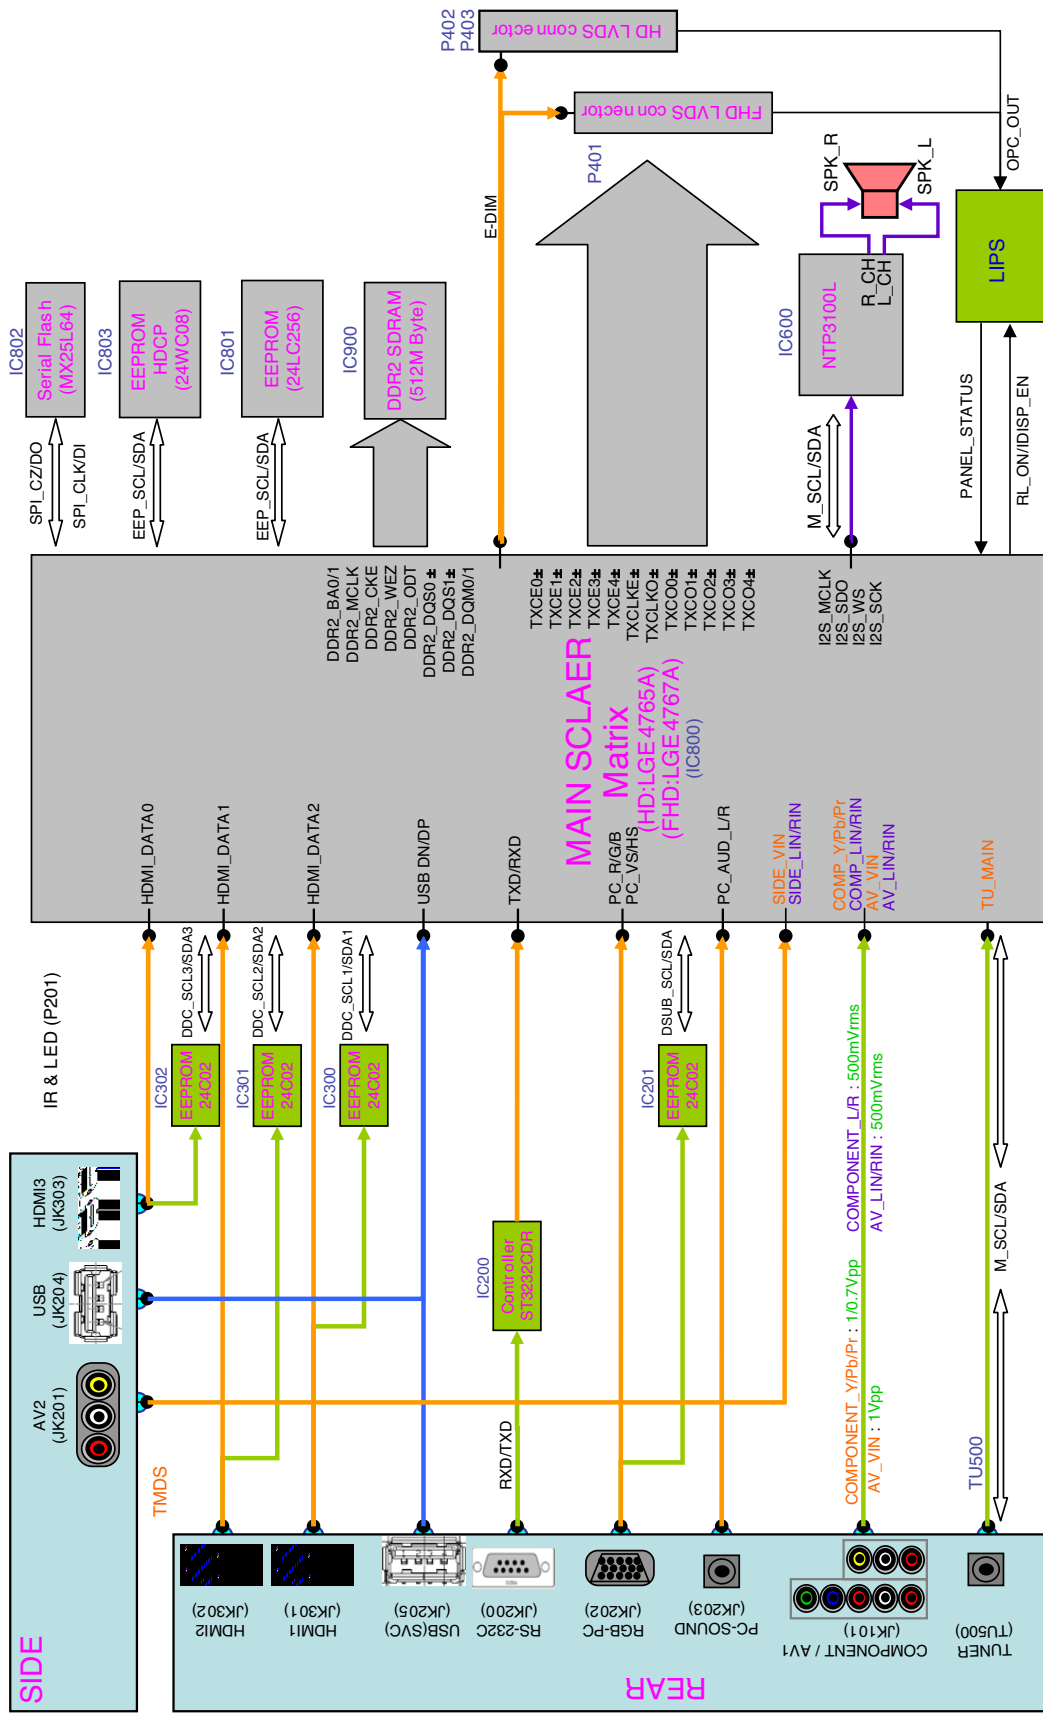 SIDE
AV2
(JK201)
USB
(JK204)
HDMI3
(JK303)
IR & LED (P201)
TMDS
REAR
HDMI2
(JK302)
HDMI1
(JK301)
USB(SVC)
(JK205)
RS-232C
(JK200)
RGB-PC
(JK202)
PC-SOUND
(JK203)
COMPONENT / AV1
(JK101)
TUNER
(TU500)
IC302
EEPROM
24C02
DDC_SCL3/SDA3
IC301
EEPROM
24C02
DDC_SCL2/SDA2
IC300
EEPROM
24C02
DDC_SCL1/SDA1
RXD/TXD
IC200
Controller
ST3232CDR
IC201
EEPROM
24C02
DSUB_SCL/SDA
COMPONENT_Y/Pb/Pr : 1/0.7Vpp
AV_VIN : 1Vpp
COMPONENT_L/R : 500mVrms
AV_LIN/RIN : 500mVrms
TU500
M_SCL/SDA
HDMI_DATA0
HDMI_DATA1
HDMI_DATA2
USB DN/DP
TXD/RXD
PC_R/G/B
PC_VS/HS
PC_AUD_L/R
SIDE_VIN
SIDE_LIN/RIN
COMP_Y/Pb/Pr
COMP_LIN/RIN
AV_VIN
AV_LIN/RIN
TU_MAIN
MAIN SCLAER
Matrix
(HD:LGE4765A)
(FHD:LGE4767A)
(IC800)
DDR2_BA0/1
DDR2_MCLK
DDR2_CKE
DDR2_WEZ
DDR2_ODT
DDR2_DQS0±
DDR2_DQS1±
DDR2_DQM0/1
TXCE0±
TXCE1±
TXCE2±
TXCE3±
TXCE4±
TXCLKE±
TXCLKO±
TXCO0±
TXCO1±
TXCO2±
TXCO3±
TXCO4±
I2S_MCLK
I2S_SDO
I2S_WS
I2S_SCK
SPI_CZ/DO
SPI_CLK/DI
IC802
Serial Flash
(MX25L64)
EEP_SCL/SDA
IC803
EEPROM
HDCP
(24WC08)
EEP_SCL/SDA
IC801
EEPROM
(24LC256)
IC900
DDR2 SDRAM
(512M Byte)
E-DIM
P402
P403
HD LVDS connector
P401
FHD LVDS connector
M_SCL/SDA
IC600
NTP3100L
R_CH
L_CH
SPK_R
SPK_L
OPC_OUT
LIPS
PANEL_STATUS
RL_ON/IDISP_EN